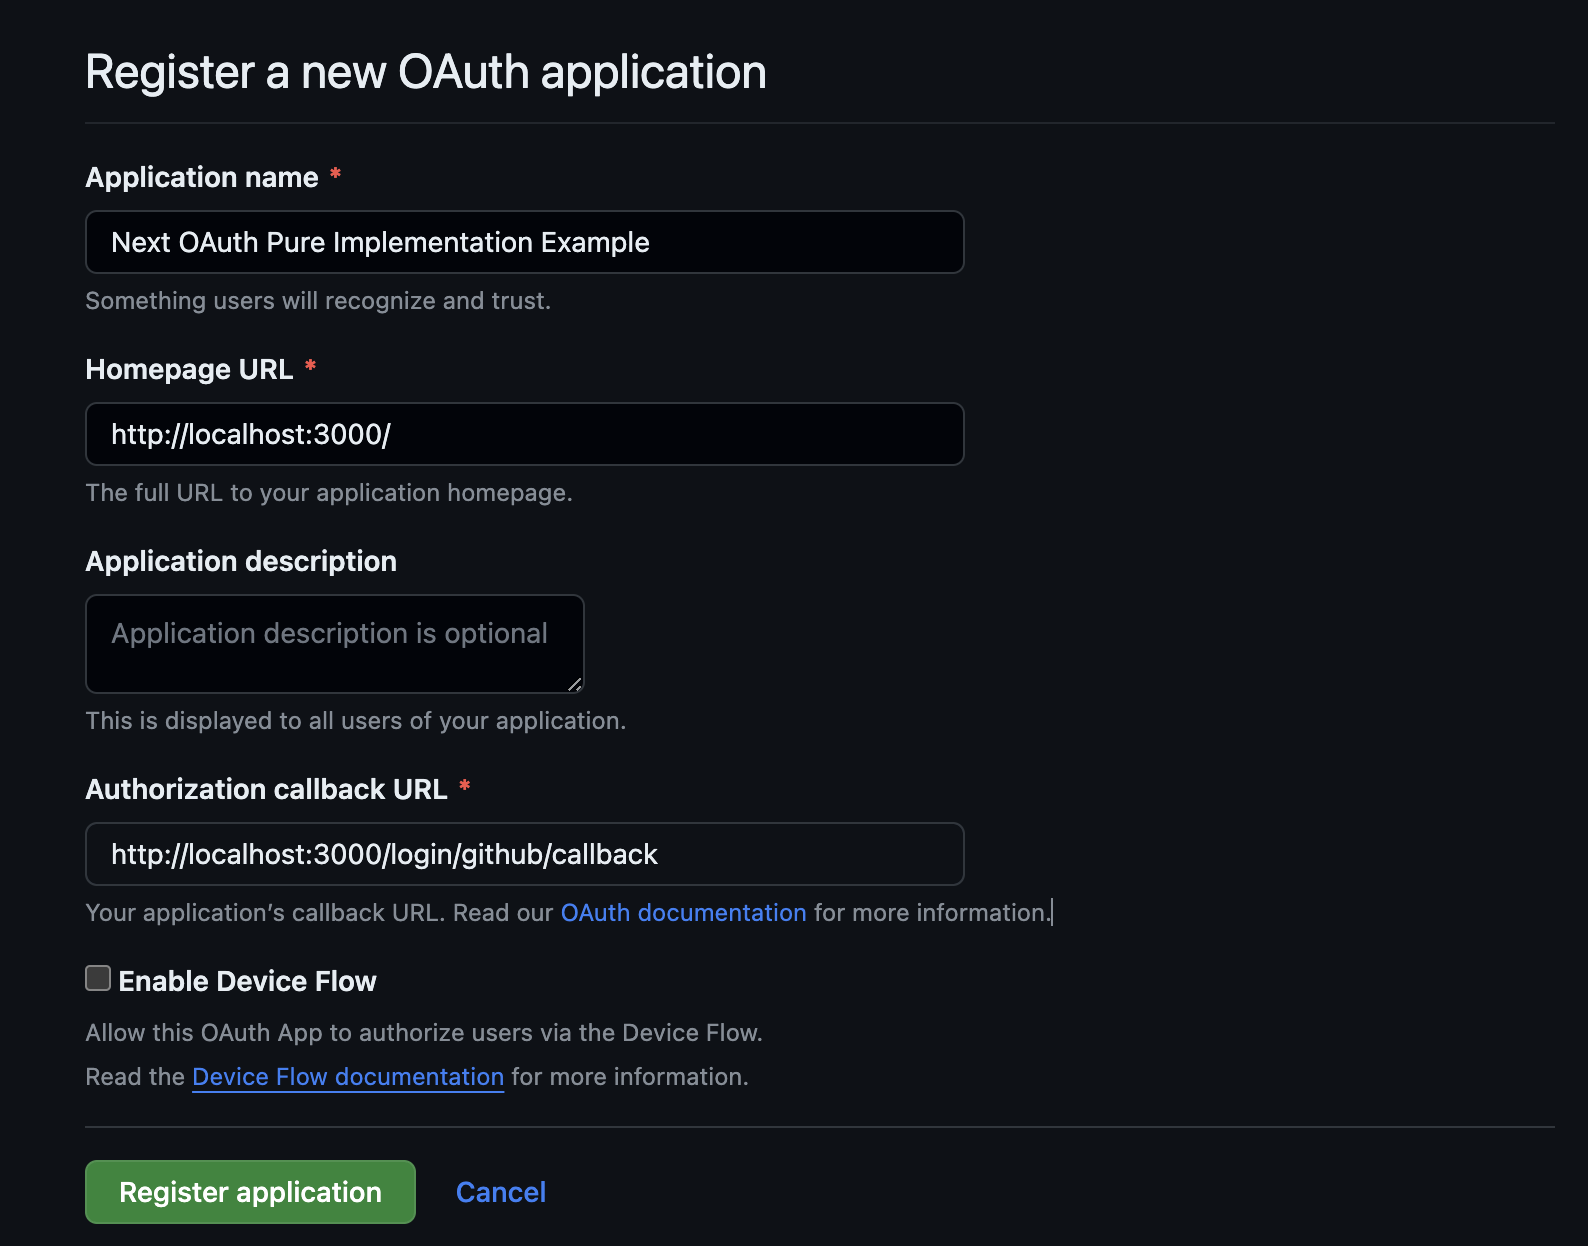 Register a new OAuth application
Application name *
Next OAuth Pure Implementation Example
Something users will recognize and trust.
Homepage URL *
http://localhost:3000/
The full URL to your application homepage.
Application description
Application description is optional
This is displayed to all users of your application.
Authorization callback URL *
http://localhost:3000/login/github/callback
Your application’s callback URL. Read our OAuth documentation for more information.
Enable Device Flow
Allow this OAuth App to authorize users via the Device Flow.
Read the Device Flow documentation for more information.
Register application Cancel